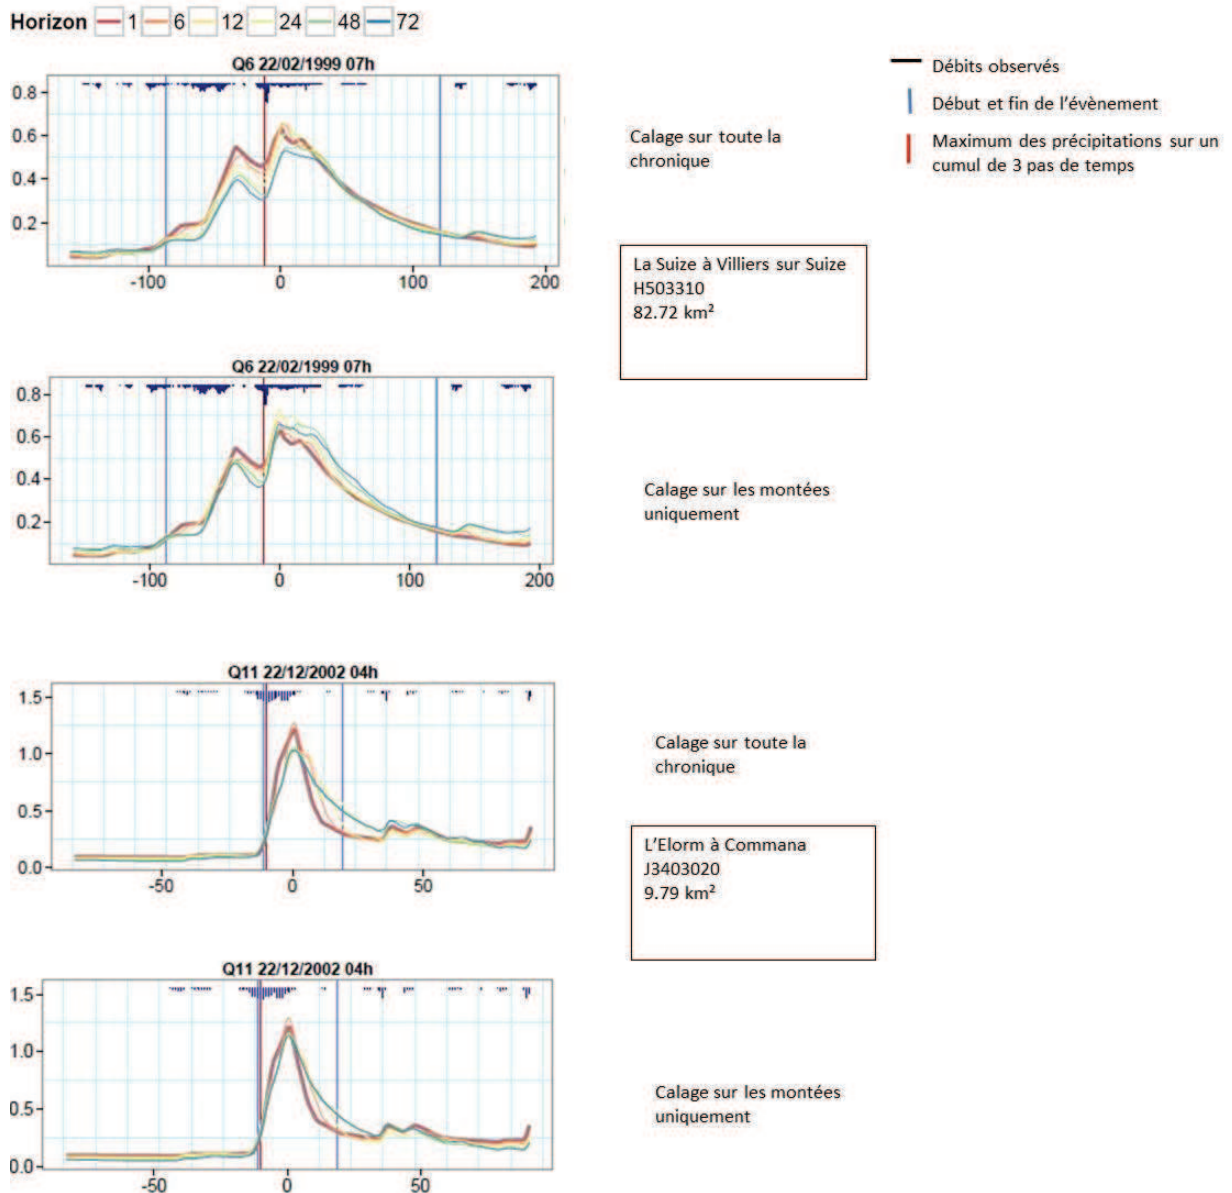 Horizon 1 6 12 24 48 72
Q6 22/02/1999 07h
0.8
0.6
0.4
0.2
-100 0 100 200
Débits observés
Début et fin de l'évènement
Maximum des précipitations sur un
cumul de 3 pas de temps
Calage sur toute la
chronique
La Suize à Villiers sur Suize
H503310
82.72 km²
Q6 22/02/1999 07h
0.8
0.6
0.4
0.2
-100 0 100 200
Calage sur les montées
uniquement
Q11 22/12/2002 04h
1.5
1.0
0.5
0.0
-50 0 50
Calage sur toute la
chronique
L'Elorm à Commana
J3403020
9.79 km²
Q11 22/12/2002 04h
1.5
1.0
0.5
0.0
-50 0 50
Calage sur les montées
uniquement